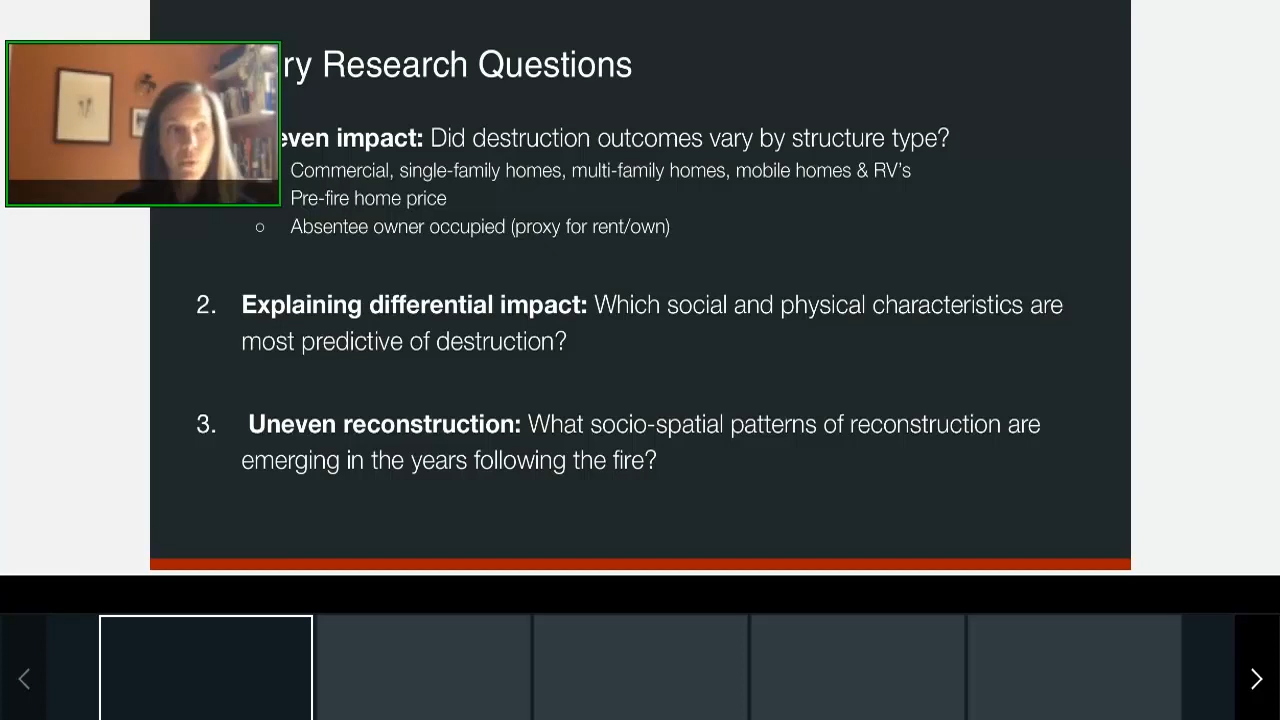 ry Research Questions
even impact: Did destruction outcomes vary by structure type?
Commercial, single-family homes, multi-family homes, mobile homes & RV's
Pre-fire home price
○ Absentee owner occupied (proxy for rent/own)
2. Explaining differential impact: Which social and physical characteristics are
most predictive of destruction?
3. Uneven reconstruction: What socio-spatial patterns of reconstruction are
emerging in the years following the fire?